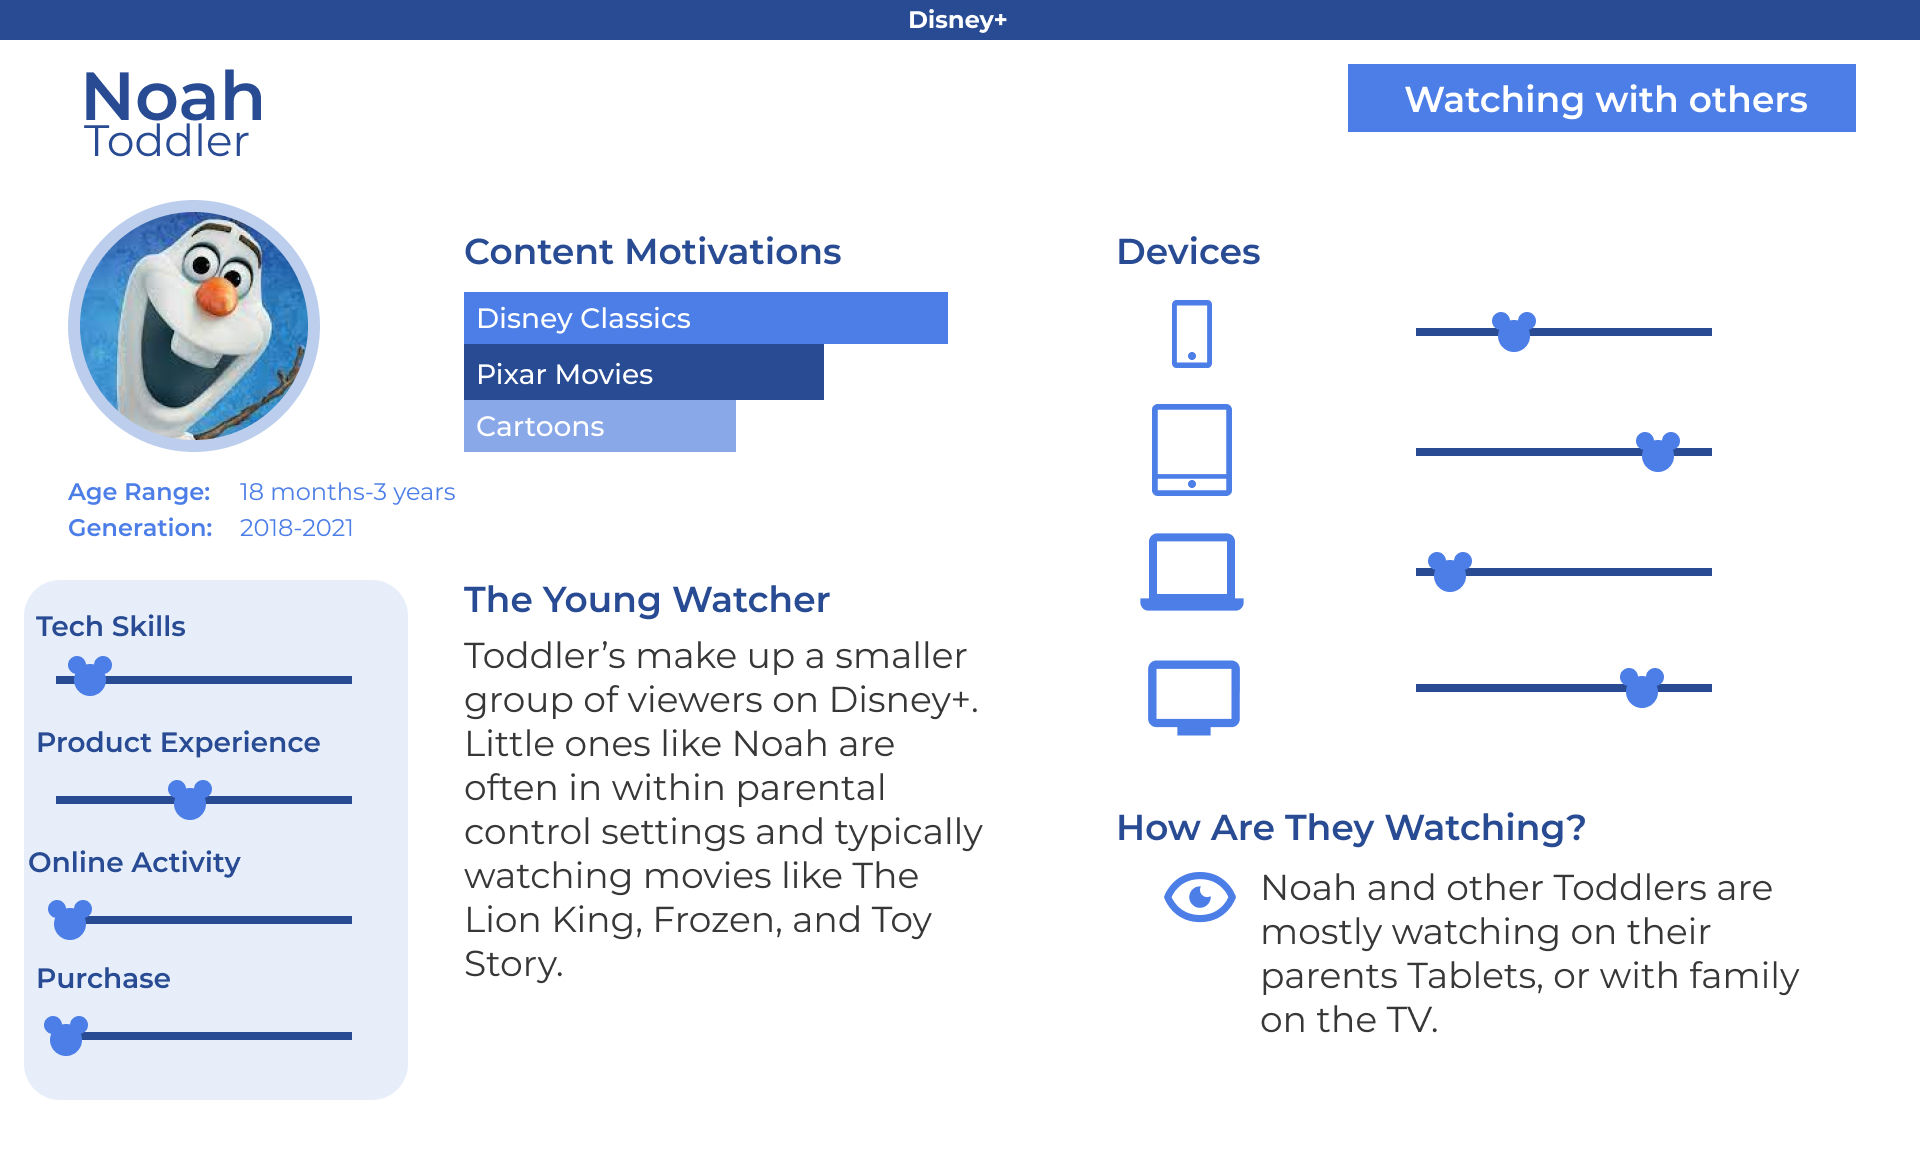 Disney+
Noah
Toddler
Watching with others
Age Range: 18 months-3 years
Generation: 2018-2021
Tech Skills
Product Experience
Online Activity
Purchase
Content Motivations
Disney Classics
Pixar Movies
Cartoons
The Young Watcher
Toddler’s make up a smaller
group of viewers on Disney+.
Little ones like Noah are
often in within parental
control settings and typically
watching movies like The
Lion King, Frozen, and Toy
Story.
Devices
How Are They Watching?
Noah and other Toddlers are
mostly watching on their
parents Tablets, or with family
on the TV.